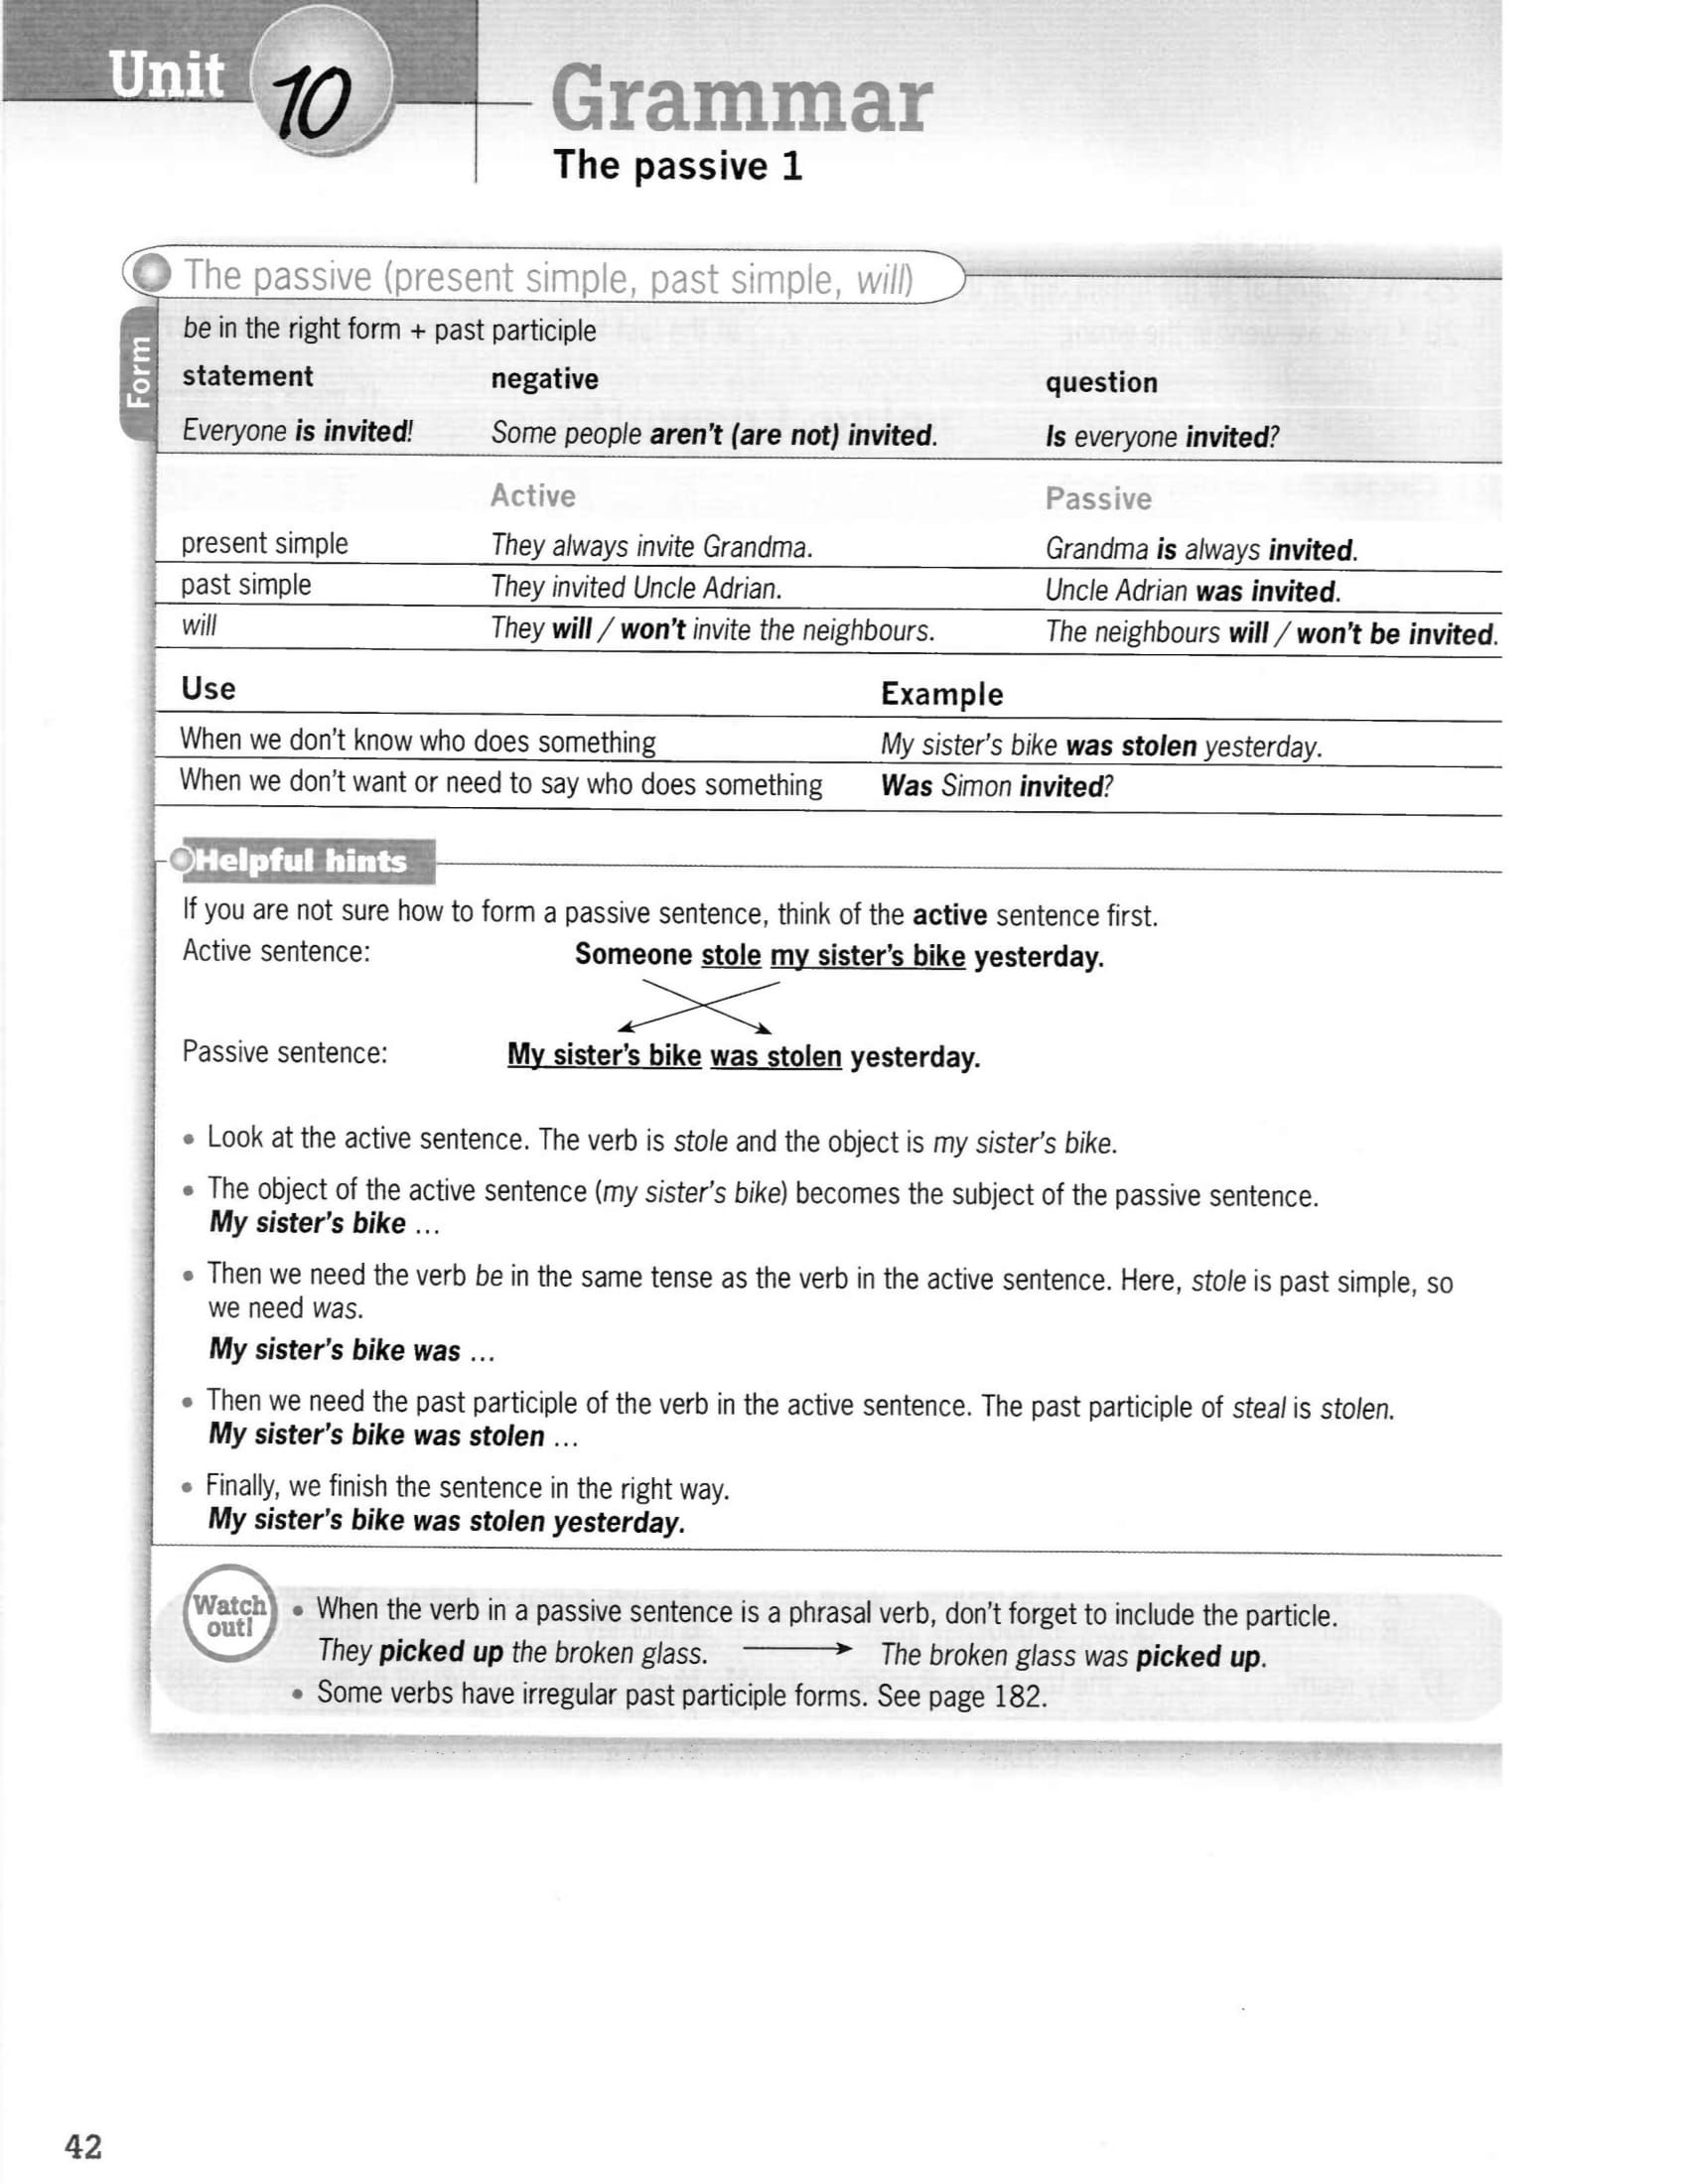 Unit 10
Grammar
The passive 1
The passive (present simple, past simple, will)
Form
be in the right form + past participle
statement negative question
Everyone is invited! Some people aren't (are not) invited. Is everyone invited?
Active Passive
present simple They always invite Grandma. Grandma is always invited.
past simple They invited Uncle Adrian. Uncle Adrian was invited.
will They will / won't invite the neighbours. The neighbours will / won't be invited.
Use Example
When we don't know who does something My sister's bike was stolen yesterday.
When we don't want or need to say who does something Was Simon invited?
Helpful hints
If you are not sure how to form a passive sentence, think of the active sentence first.
Active sentence: Someone stole my sister's bike yesterday.
Passive sentence: My sister's bike was stolen yesterday.
• Look at the active sentence. The verb is stole and the object is my sister's bike.
• The object of the active sentence (my sister's bike) becomes the subject of the passive sentence.
My sister's bike ...
• Then we need the verb be in the same tense as the verb in the active sentence. Here, stole is past simple, so
we need was.
My sister's bike was ...
• Then we need the past participle of the verb in the active sentence. The past participle of steal is stolen.
My sister's bike was stolen ...
• Finally, we finish the sentence in the right way.
My sister's bike was stolen yesterday.
Watch
out!
• When the verb in a passive sentence is a phrasal verb, don't forget to include the particle.
They picked up the broken glass. → The broken glass was picked up.
• Some verbs have irregular past participle forms. See page 182.
42